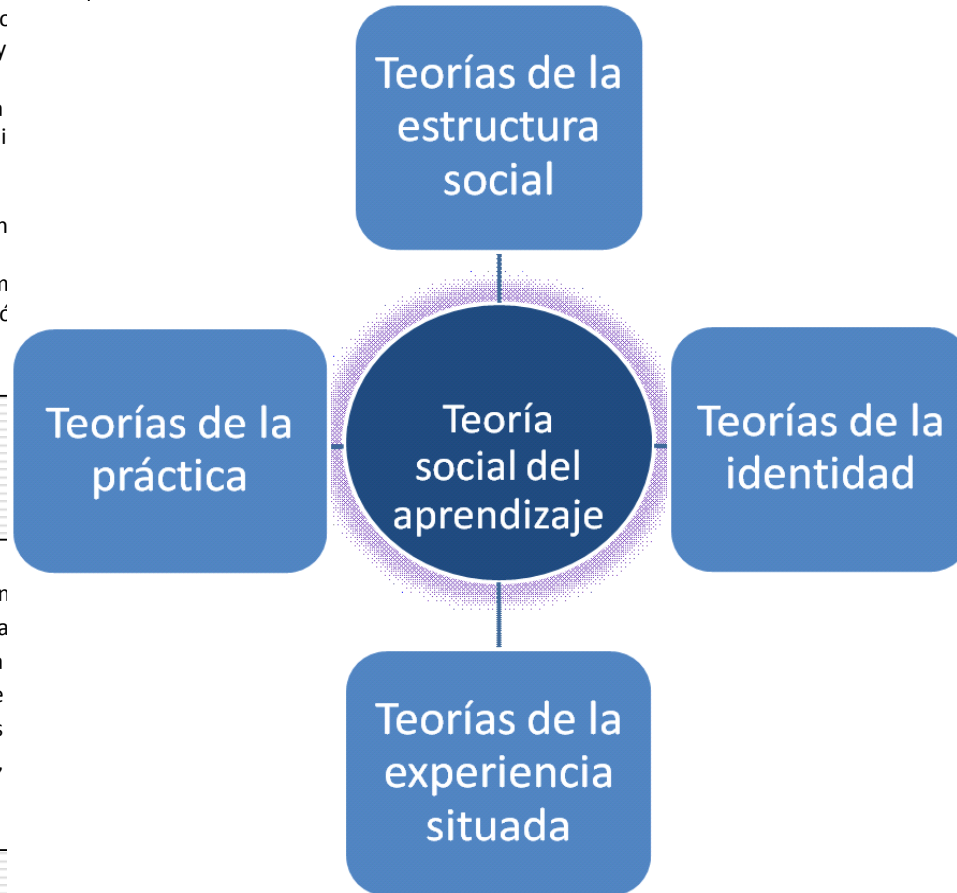 Teorías de la
estructura
social
Teorías de la
práctica
Teoría
social del
aprendizaje
Teorías de la
identidad
Teorías de la
experiencia
situada